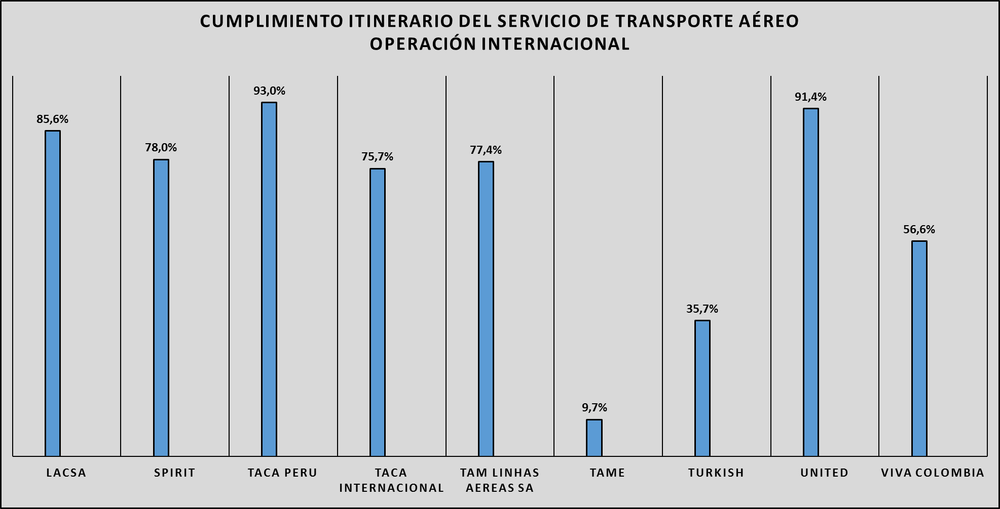 CUMPLIMIENTO ITINERARIO DEL SERVICIO DE TRANSPORTE AÉREO
OPERACIÓN INTERNACIONAL
85,6%
78,0%
93,0%
75,7%
77,4%
9,7%
35,7%
91,4%
56,6%
LACSA
SPIRIT
TACA PERU
TACA
INTERNACIONAL
TAM LINHAS
AEREAS SA
TAME
TURKISH
UNITED
VIVA COLOMBIA